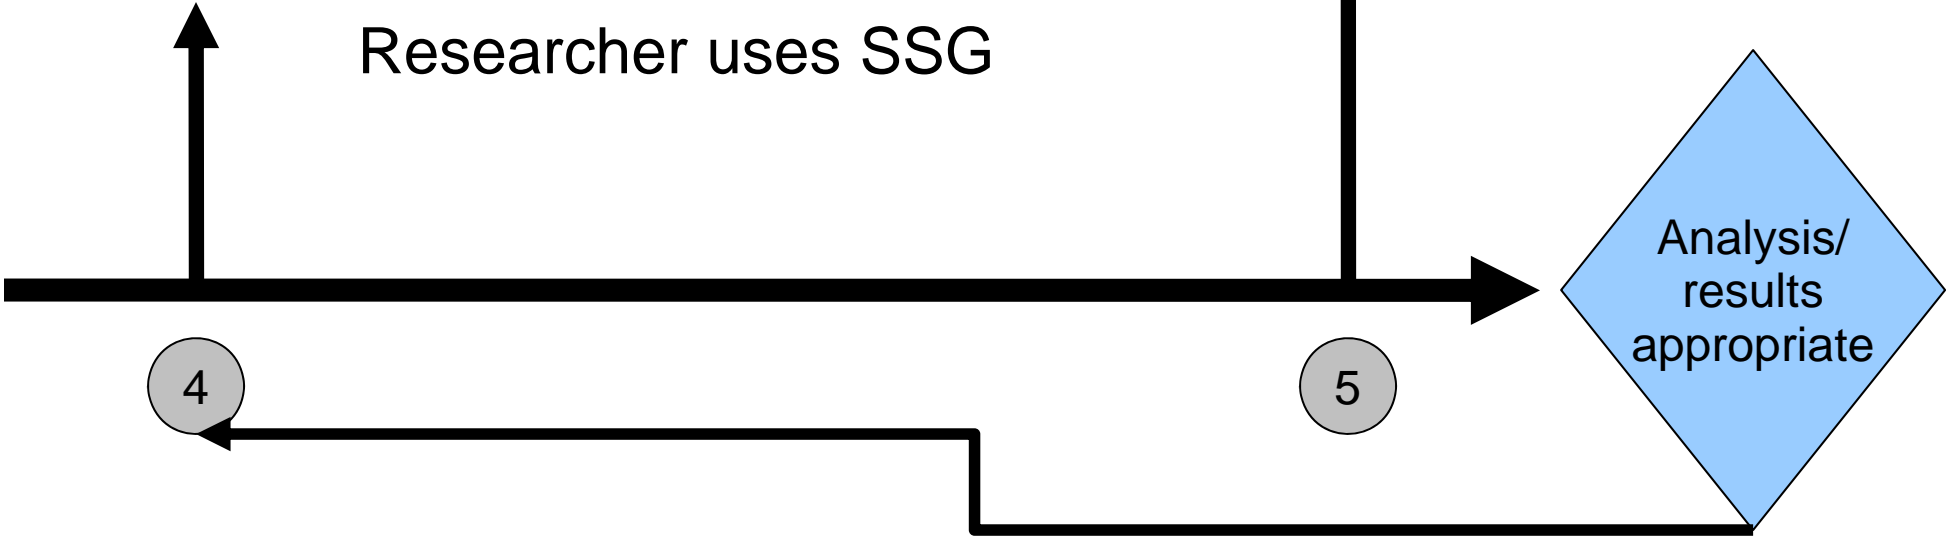 Researcher uses SSG
Analysis/
results
appropriate
4
5